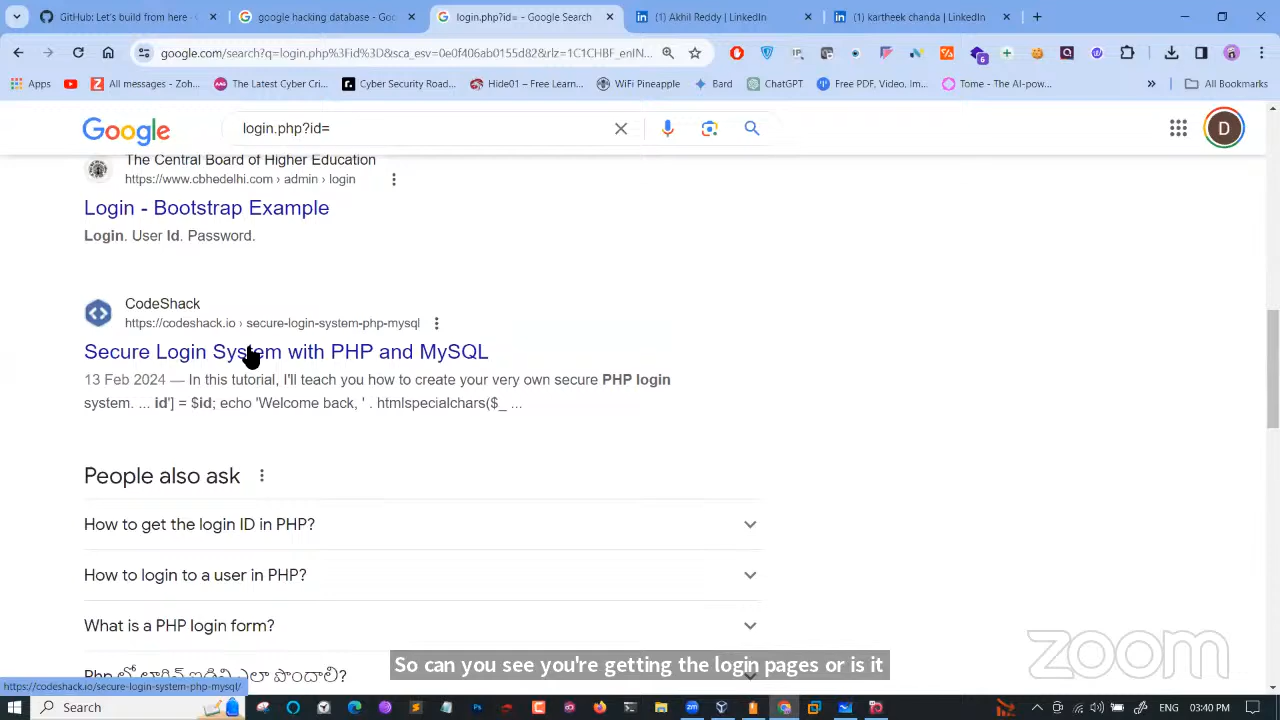 GitHub: Let's build from here ·
google hacking database - Goo
login.php?id= - Google Search
(1) Akhil Reddy | LinkedIn
(1) kartheek chanda | LinkedIn
google.com/search?q=login.php%3Fid%3D&sca_esv=0e0f406ab0155d82&rlz=1C1CHBF_enIN...
Apps
All messages - Zoh...
Cyber Security Road...
Hide01 – Free Cyber...
WiFi Pineapple
Bard
ChatGPT
Free PDF, Video, Im...
Tome - The AI-pow...
»
All Bookmarks
Google
login.php?id=
D
The Central Board of Higher Education
https://www.cbhedelhi.com › admin › login
Login - Bootstrap Example
Login. User Id. Password.
CodeShack
https://codeshack.io › secure-login-system-php-mysql
Secure Login System with PHP and MySQL
13 Feb 2024 — In this tutorial, I'll teach you how to create your very own secure PHP login
system. ... id'] = $id; echo 'Welcome back, ' . htmlspecialchars($_ ...
People also ask
How to get the login ID in PHP?
How to login to a user in PHP?
What is a PHP login form?
So can you see you're getting the login pages or is it
zoom
https://codeshack.io/secure-login-system-php-mysql/
Search
ENG
03:40 PM